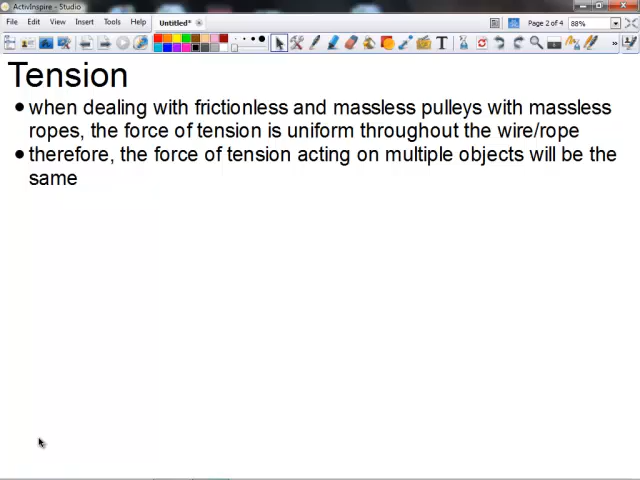 ActivInspire - Studio
File Edit View Insert Tools Help Untitled* Page 2 of 4 88%
Tension
• when dealing with frictionless and massless pulleys with massless
ropes, the force of tension is uniform throughout the wire/rope
• therefore, the force of tension acting on multiple objects will be the
same